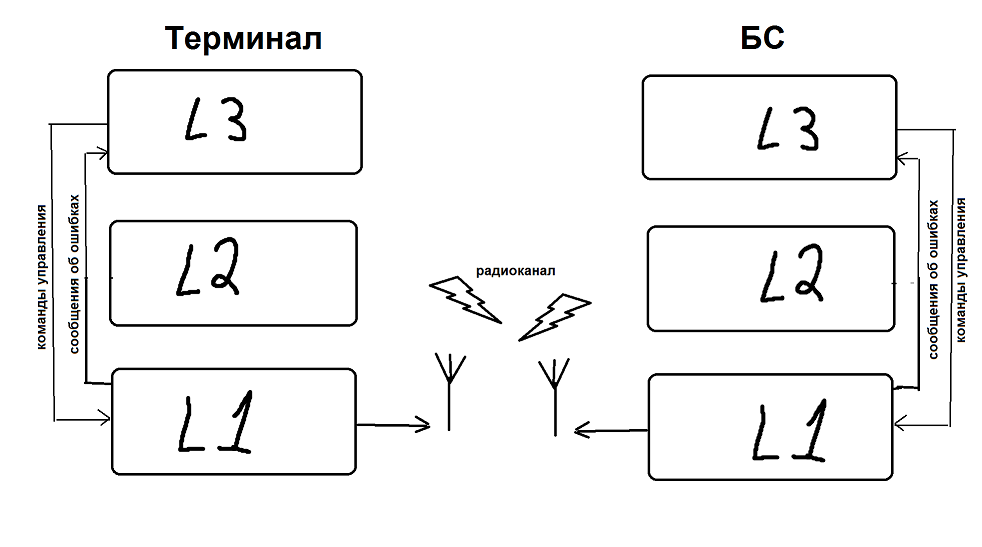 Терминал
БС
L3
L3
команды управления
сообщения об ошибках
L2
радиоканал
L2
сообщения об ошибках
команды управления
L1
L1